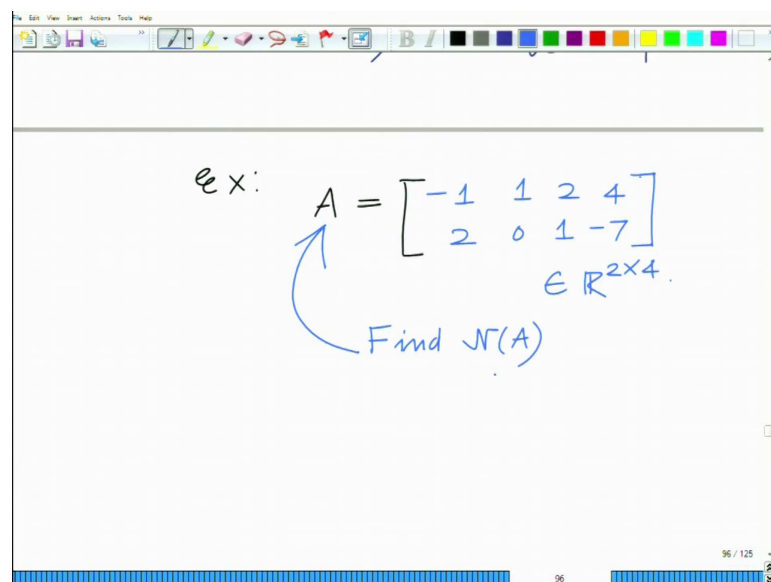 File Edit View Insert Actions Tools Help
B I
Ex: A = [ -1 1 2 4
2 0 1 -7 ]
∈ ℝ^{2×4}.
Find N(A)
96 / 125
96